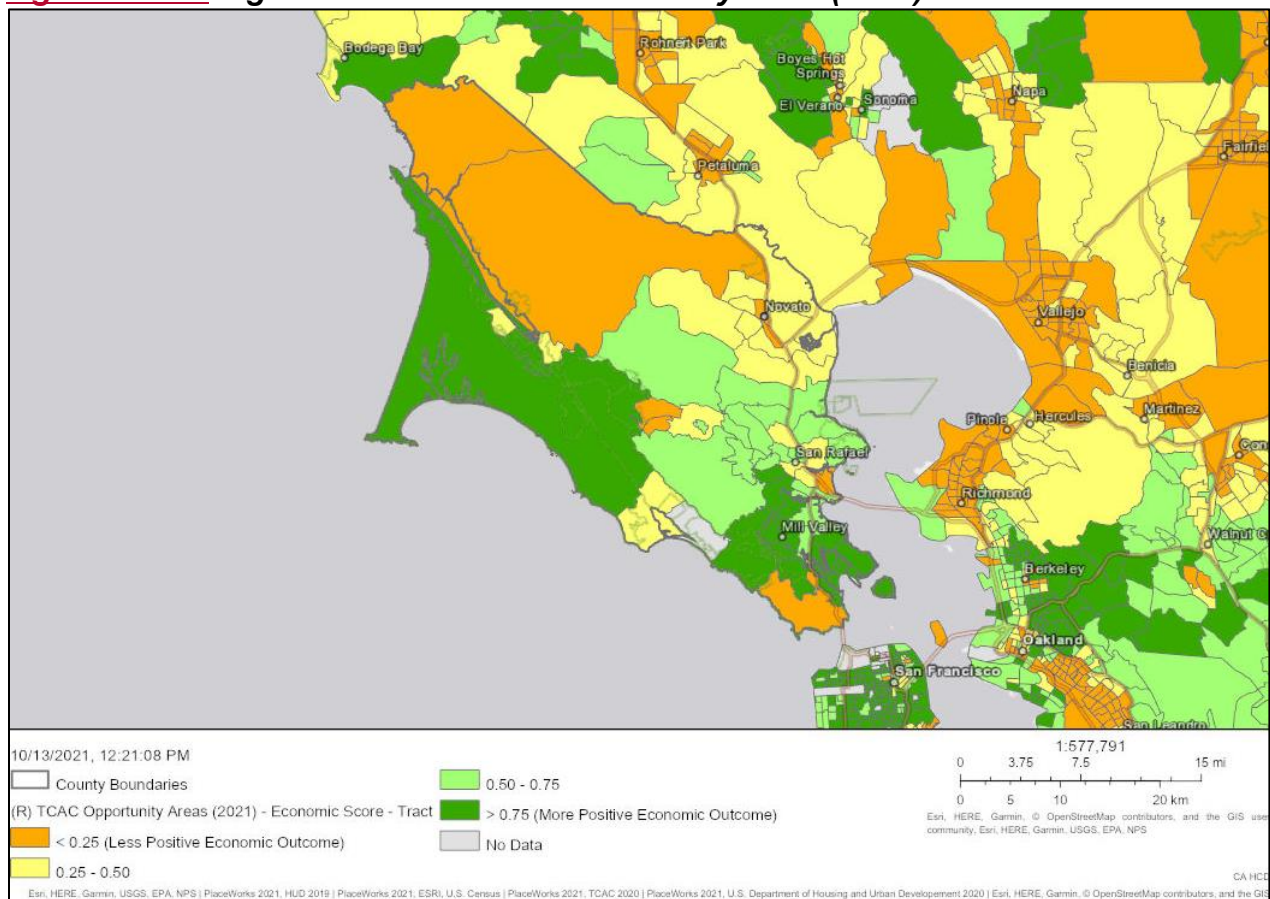 Bodega Bay
Rohnert Park
Boyes Hot
Springs
El Verano
Sonoma
Napa
Fairfiel
Petaluma
Novato
Vallejo
Benicia
Martinez
Pinole
Hercules
Con
San Rafael
Richmond
Mill Valley
Walnut C
Berkeley
Oakland
San Francisco
San Leandro
10/13/2021, 12:21:08 PM
County Boundaries
(R) TCAC Opportunity Areas (2021) - Economic Score - Tract
< 0.25 (Less Positive Economic Outcome)
0.25 - 0.50
0.50 - 0.75
> 0.75 (More Positive Economic Outcome)
No Data
1:577,791
0 3.75 7.5 15 mi
0 5 10 20 km
Esri, HERE, Garmin, © OpenStreetMap contributors, and the GIS user
community, Esri, HERE, Garmin, USGS, EPA, NPS
CA HCD
Esri, HERE, Garmin, USGS, EPA, NPS | PlaceWorks 2021, HUD 2019 | PlaceWorks 2021, ESRI, U.S. Census | PlaceWorks 2021, TCAC 2020 | PlaceWorks 2021, U.S. Department of Housing and Urban Developement 2020 | Esri, HERE, Garmin, © OpenStreetMap contributors, and the GIS